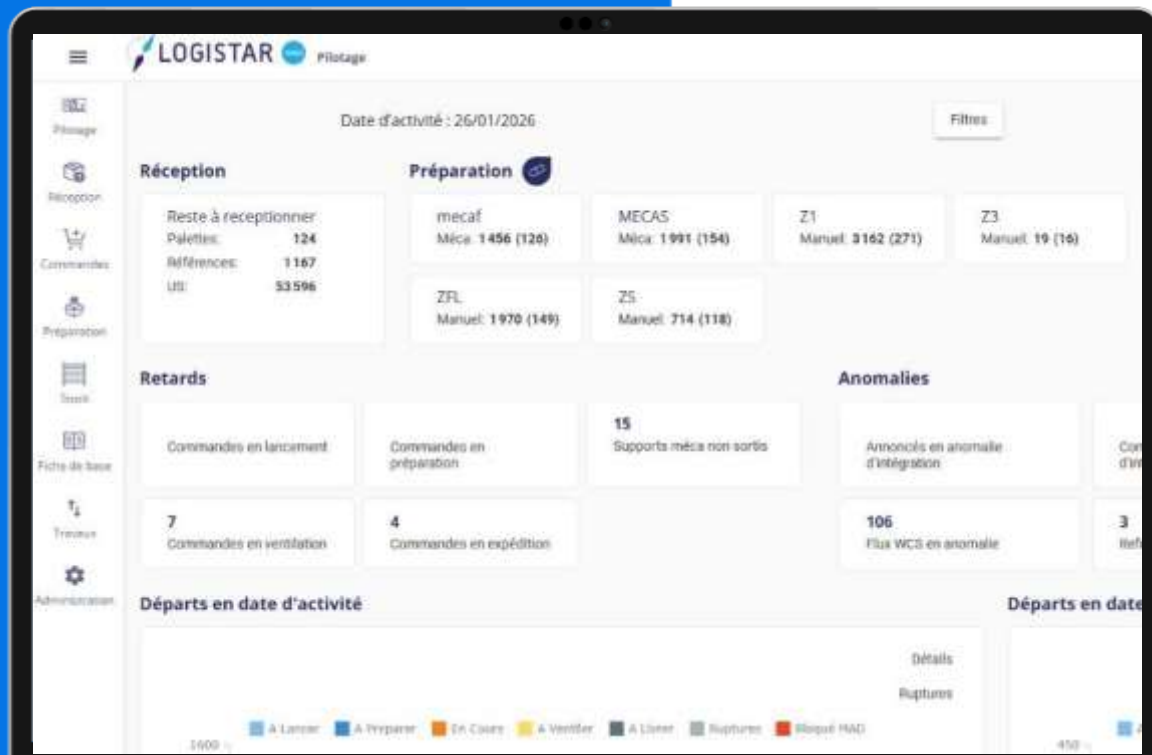 LOGISTAR Pilotage
Date d'activité : 26/01/2026
Filtres
Pilotage
Réception
Commandes
Préparation
Stock
Fiche de base
Travaux
Administration
Réception
Reste à receptionner
Palettes: 124
Références: 1167
US: 53596
Préparation
mecaf
Méca: 1456 (126)
MECAS
Méca: 1991 (154)
Z1
Manuel: 3162 (271)
Z3
Manuel: 19 (16)
ZFL
Manuel: 1970 (149)
ZS
Manuel: 714 (118)
Retards
Commandes en lancement
Commandes en
préparation
15
Supports méca non sortis
7
Commandes en ventilation
4
Commandes en expédition
Anomalies
Annoncés en anomalie
d'intégration
106
Flux WCS en anomalie
3
Départs en date d'activité
Détails
Ruptures
A Lancer A Preparer En Cours A Ventiler A Livrer Ruptures Bloqué MAD
1600
Départs en date
450